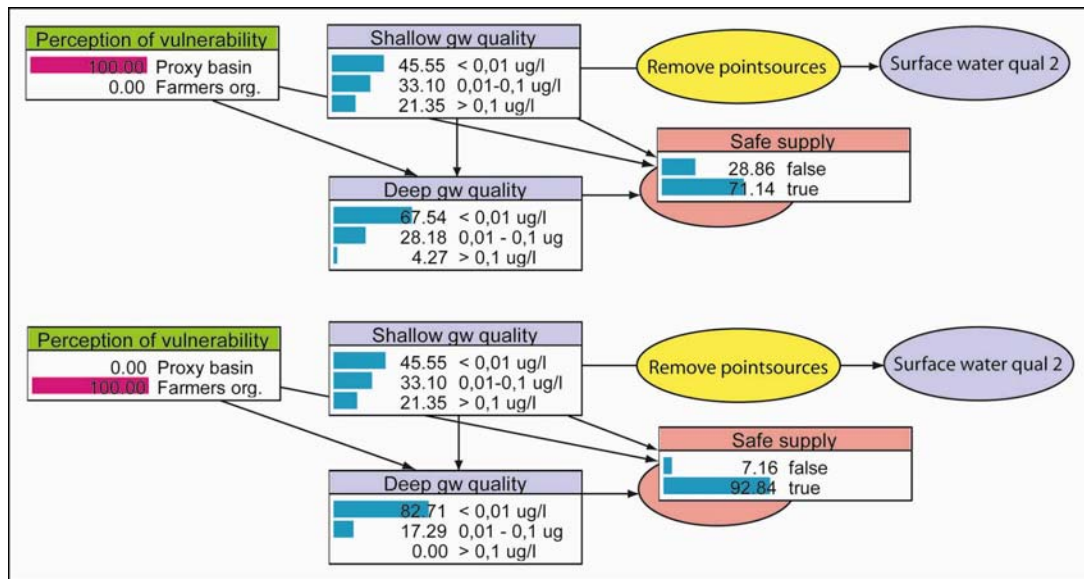 Perception of vulnerability
100.00 Proxy basin
0.00 Farmers org.
Shallow gw quality
45.55 < 0,01 ug/l
33.10 0,01-0,1 ug/l
21.35 > 0,1 ug/l
Remove pointsources
Surface water qual 2
Safe supply
28.86 false
71.14 true
Deep gw quality
67.54 < 0,01 ug/l
28.18 0,01 - 0,1 ug
4.27 > 0,1 ug/l
Perception of vulnerability
0.00 Proxy basin
100.00 Farmers org.
Shallow gw quality
45.55 < 0,01 ug/l
33.10 0,01-0,1 ug/l
21.35 > 0,1 ug/l
Remove pointsources
Surface water qual 2
Safe supply
7.16 false
92.84 true
Deep gw quality
82.71 < 0,01 ug/l
17.29 0,01 - 0,1 ug
0.00 > 0,1 ug/l